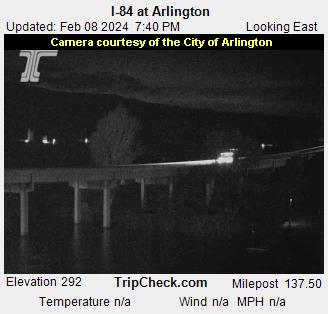 I-84 at Arlington
Updated: Feb 08 2024 7:40 PM Looking East
Camera courtesy of the City of Arlington
Elevation 292 TripCheck.com Milepost 137.50
Temperature n/a Wind n/a MPH n/a